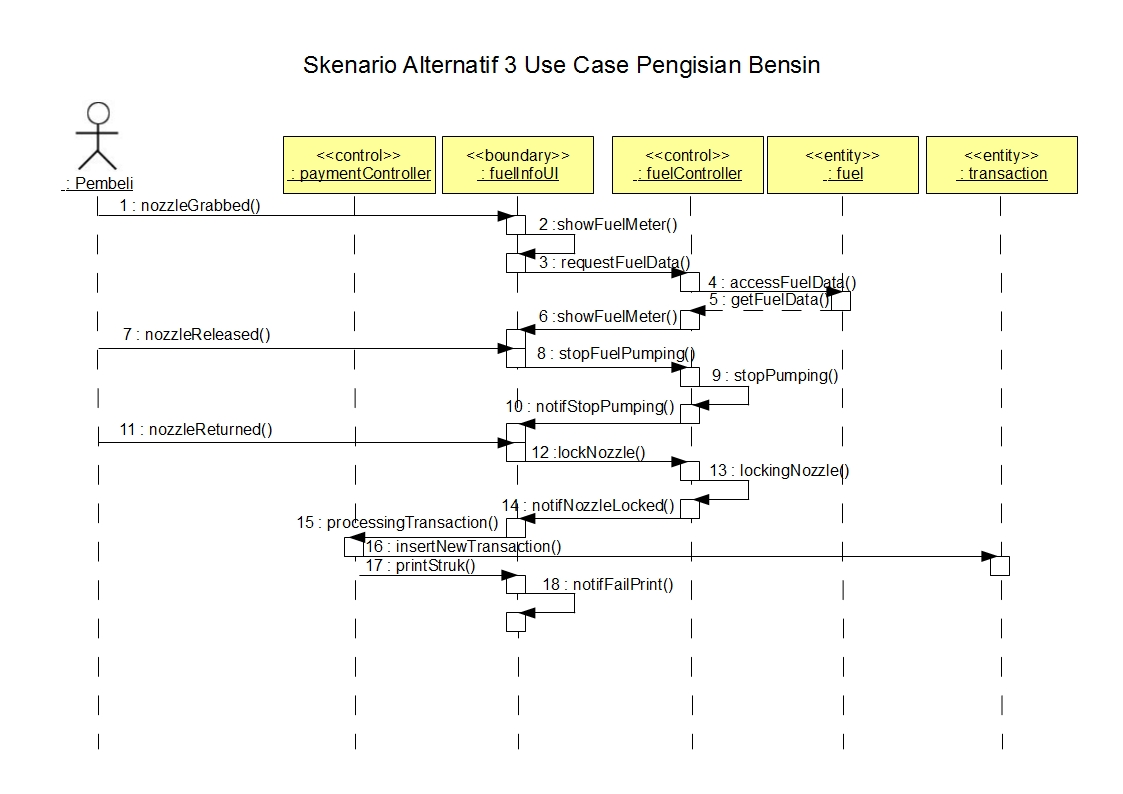 Skenario Alternatif 3 Use Case Pengisian Bensin
: Pembeli
<<control>>
: paymentController
<<boundary>>
: fuelInfoUI
<<control>>
: fuelController
<<entity>>
: fuel
<<entity>>
: transaction
1 : nozzleGrabbed()
2 :showFuelMeter()
3 : requestFuelData()
4 : accessFuelData()
5 : getFuelData()
6 :showFuelMeter()
7 : nozzleReleased()
8 : stopFuelPumping()
9 : stopPumping()
10 : notifStopPumping()
11 : nozzleReturned()
12 :lockNozzle()
13 : lockingNozzle()
14 : notifNozzleLocked()
15 : processingTransaction()
16 : insertNewTransaction()
17 : printStruk()
18 : notifFailPrint()